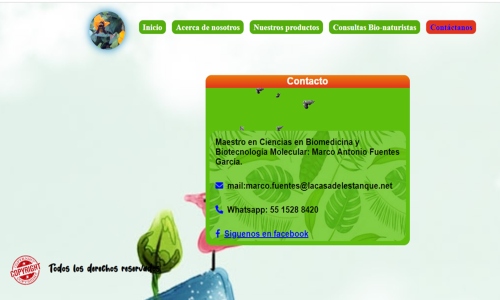 Inicio
Acerca de nosotros
Nuestros productos
Consultas Bio-naturistas
Contáctanos
Contacto
Maestro en Ciencias en Biomedicina y
Biotecnología Molecular: Marco Antonio Fuentes
García.
mail:marco.fuentes@lacasadelestanque.net
Whatsapp: 55 1528 8420
Síguenos en facebook
COPYRIGHT
Todos los derechos reservados